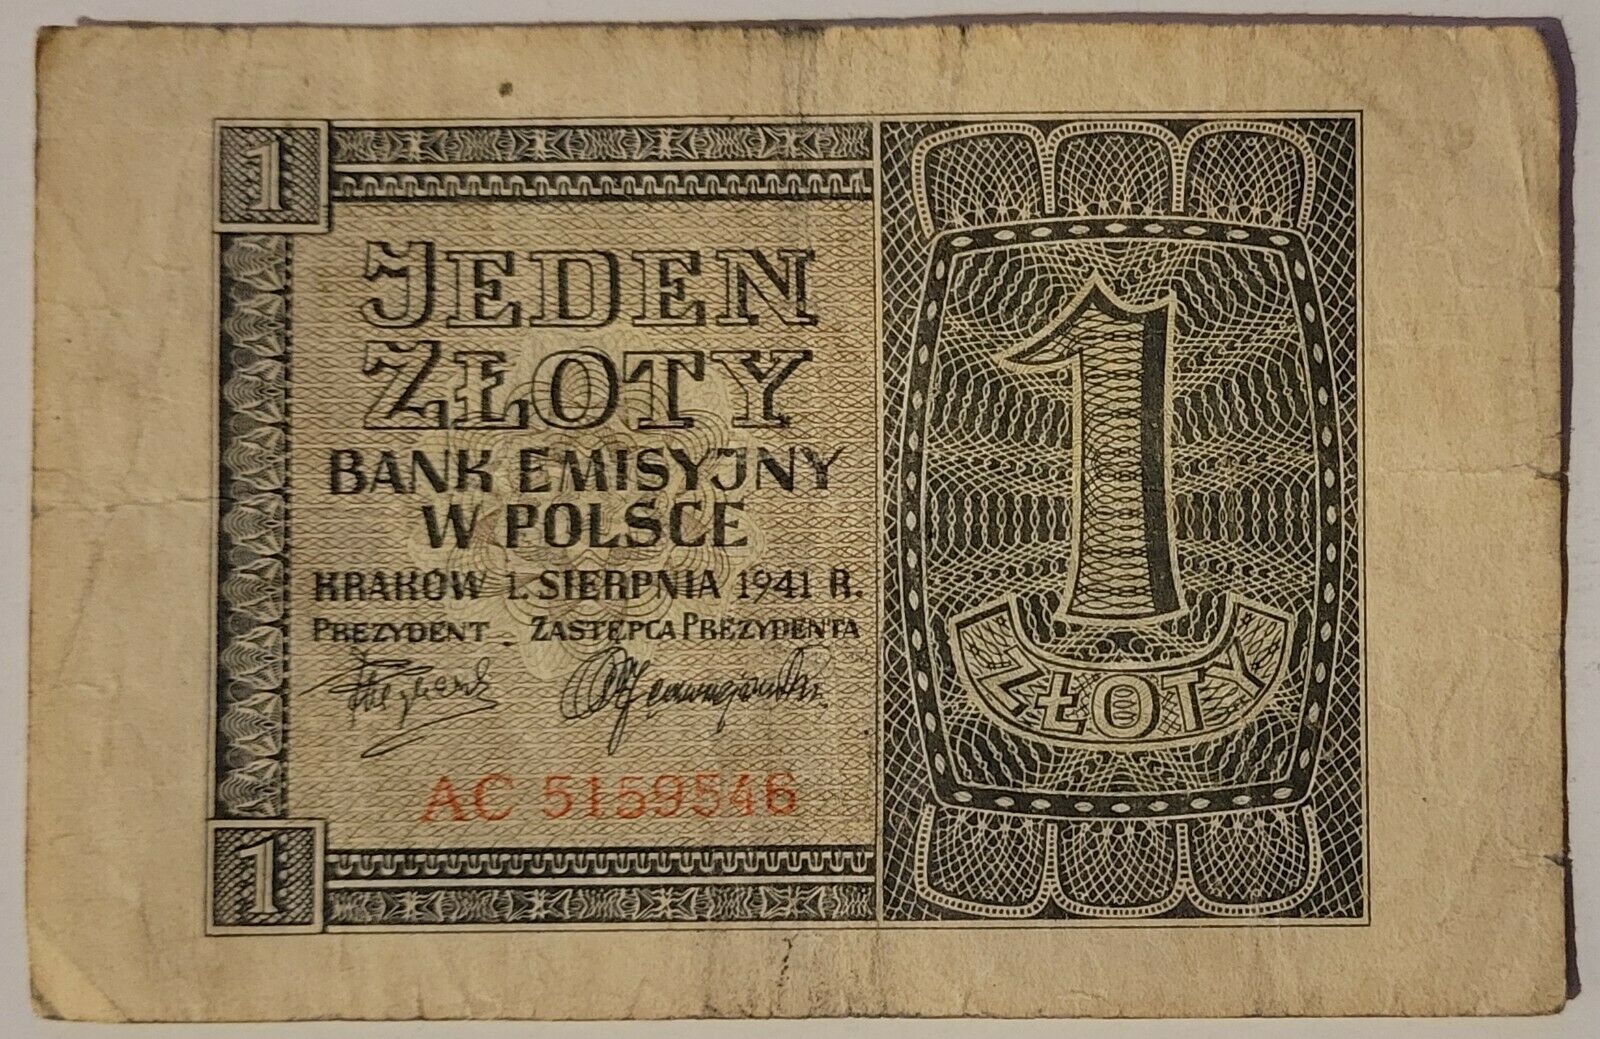 1
JEDEN
ZŁOTY
BANK EMISYJNY
W POLSCE
KRAKÓW 1. SIERPNIA 1941 R.
PREZYDENT ZASTĘPCA PREZYDENTA
AC 5159546
1
1
ZŁOTY